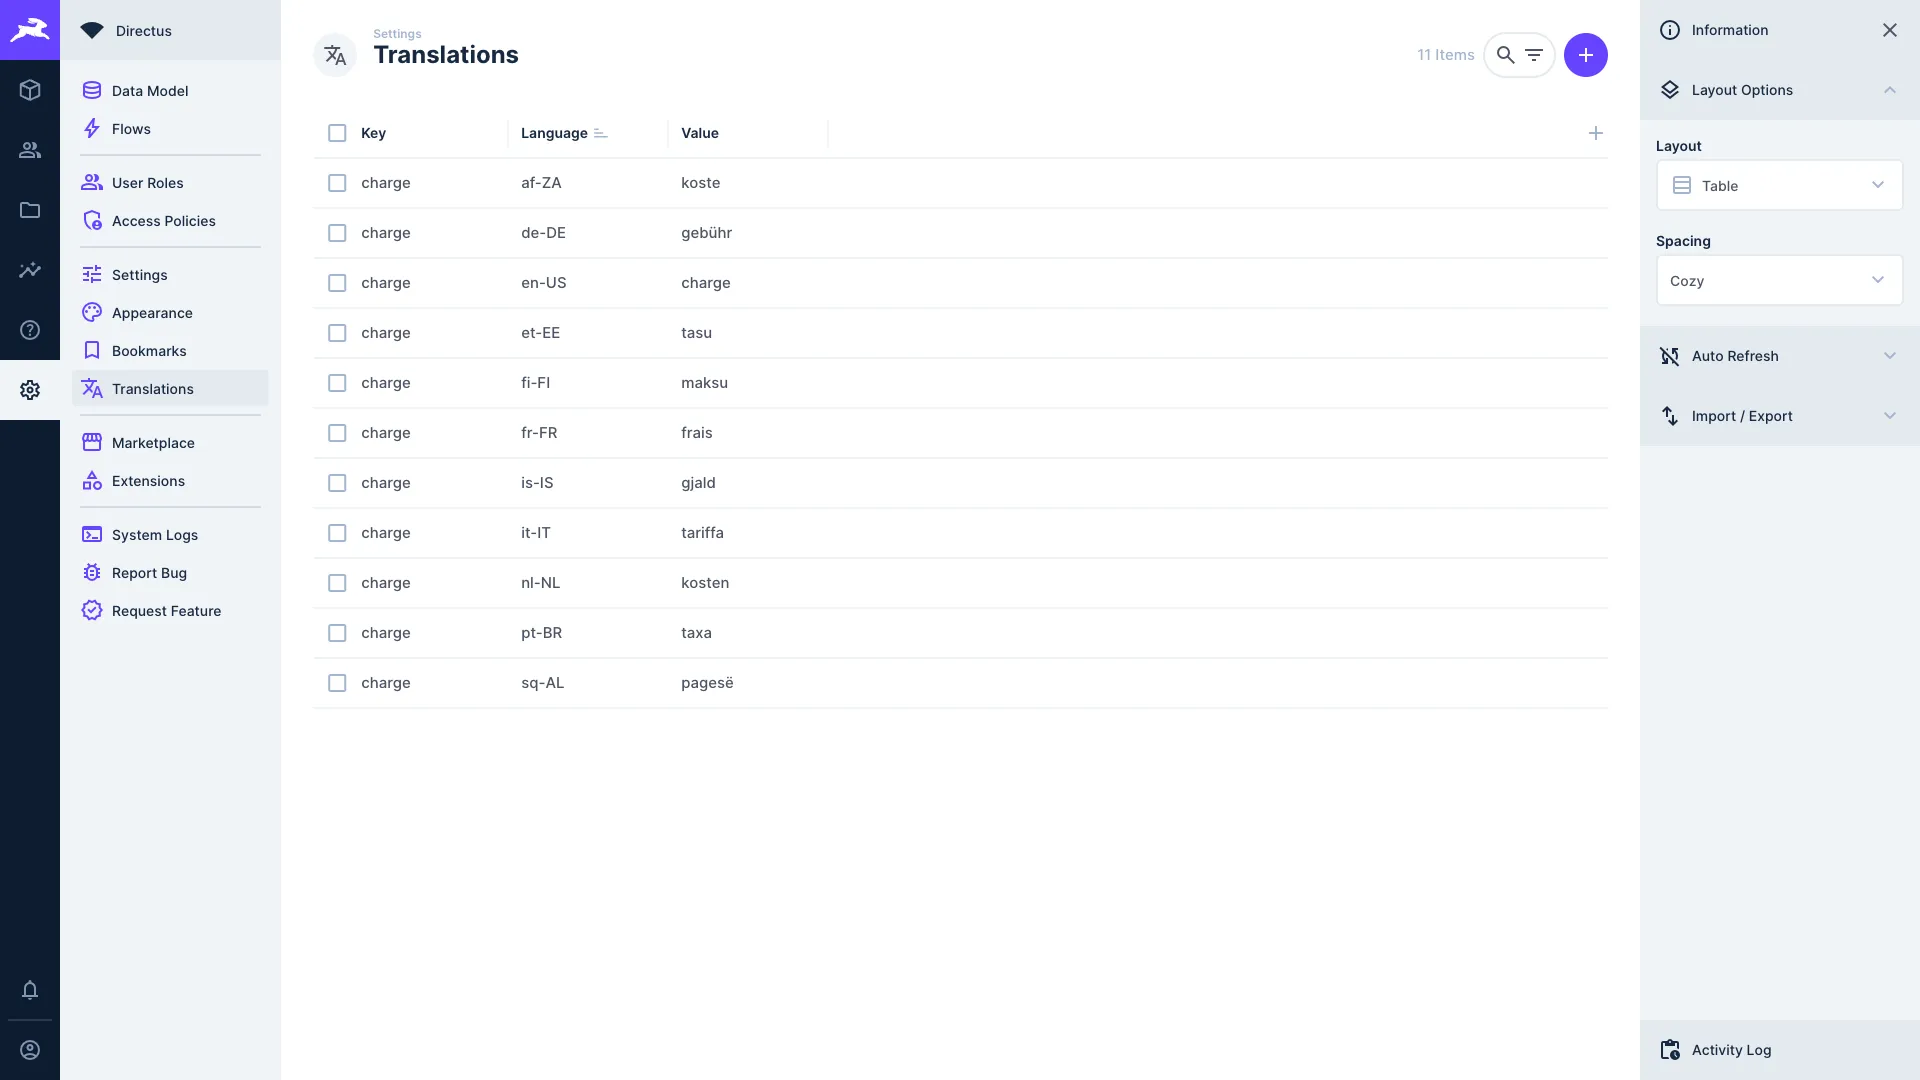 Directus
Data Model
Flows
User Roles
Access Policies
Settings
Appearance
Bookmarks
Translations
Marketplace
Extensions
System Logs
Report Bug
Request Feature
Settings
Translations
11 Items
Key Language Value
charge af-ZA koste
charge de-DE gebühr
charge en-US charge
charge et-EE tasu
charge fi-FI maksu
charge fr-FR frais
charge is-IS gjald
charge it-IT tariffa
charge nl-NL kosten
charge pt-BR taxa
charge sq-AL pagesë
Information
Layout Options
Layout
Table
Spacing
Cozy
Auto Refresh
Import / Export
Activity Log